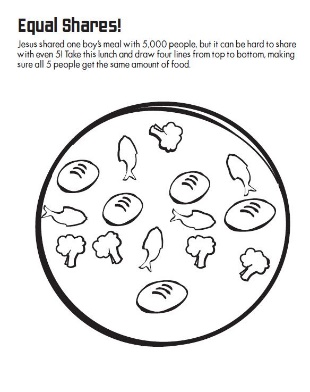 Equal Shares!
Jesus shared one boy's meal with 5,000 people, but it can be hard to share
with even 5! Take this lunch and draw four lines from top to bottom, making
sure all 5 people get the same amount of food.